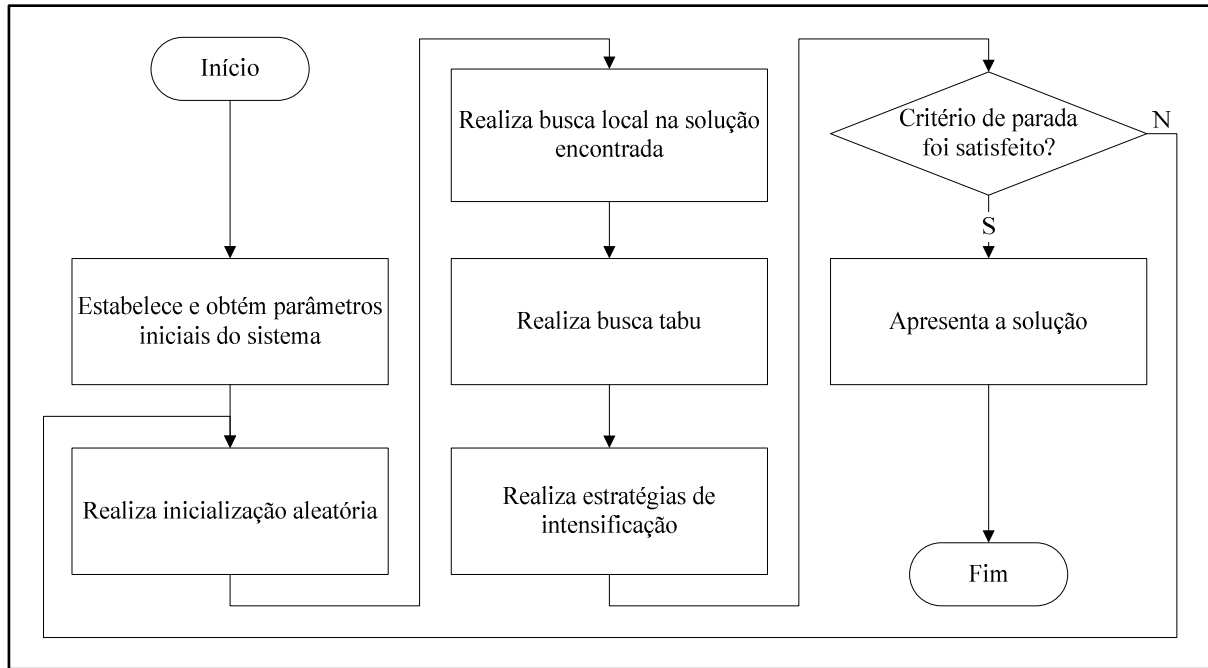 Início
Estabelece e obtém parâmetros
iniciais do sistema
Realiza inicialização aleatória
Realiza busca local na solução
encontrada
Realiza busca tabu
Realiza estratégias de
intensificação
Critério de parada
foi satisfeito?
N
S
Apresenta a solução
Fim